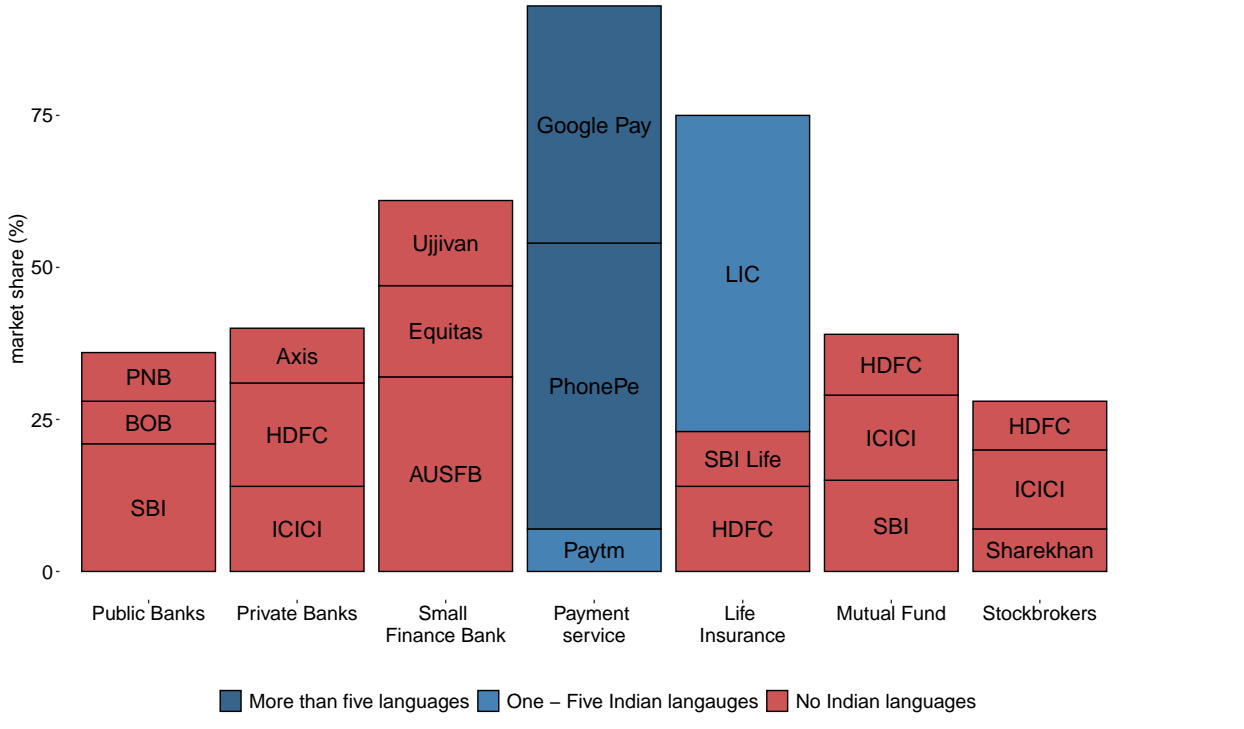 market share (%)
75
50
25
0
PNB
BOB
SBI
Axis
HDFC
ICICI
Ujjivan
Equitas
AUSFB
Google Pay
PhonePe
Paytm
LIC
SBI Life
HDFC
HDFC
ICICI
SBI
HDFC
ICICI
Sharekhan
Public Banks
Private Banks
Small
Finance Bank
Payment
service
Life
Insurance
Mutual Fund
Stockbrokers
More than five languages
One – Five Indian langauges
No Indian languages